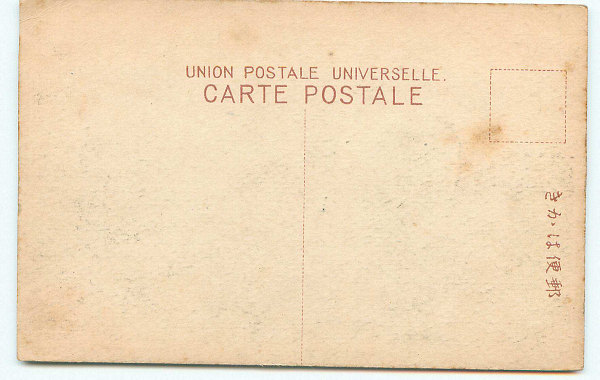 UNION POSTALE UNIVERSELLE.
CARTE POSTALE
郵便はかき